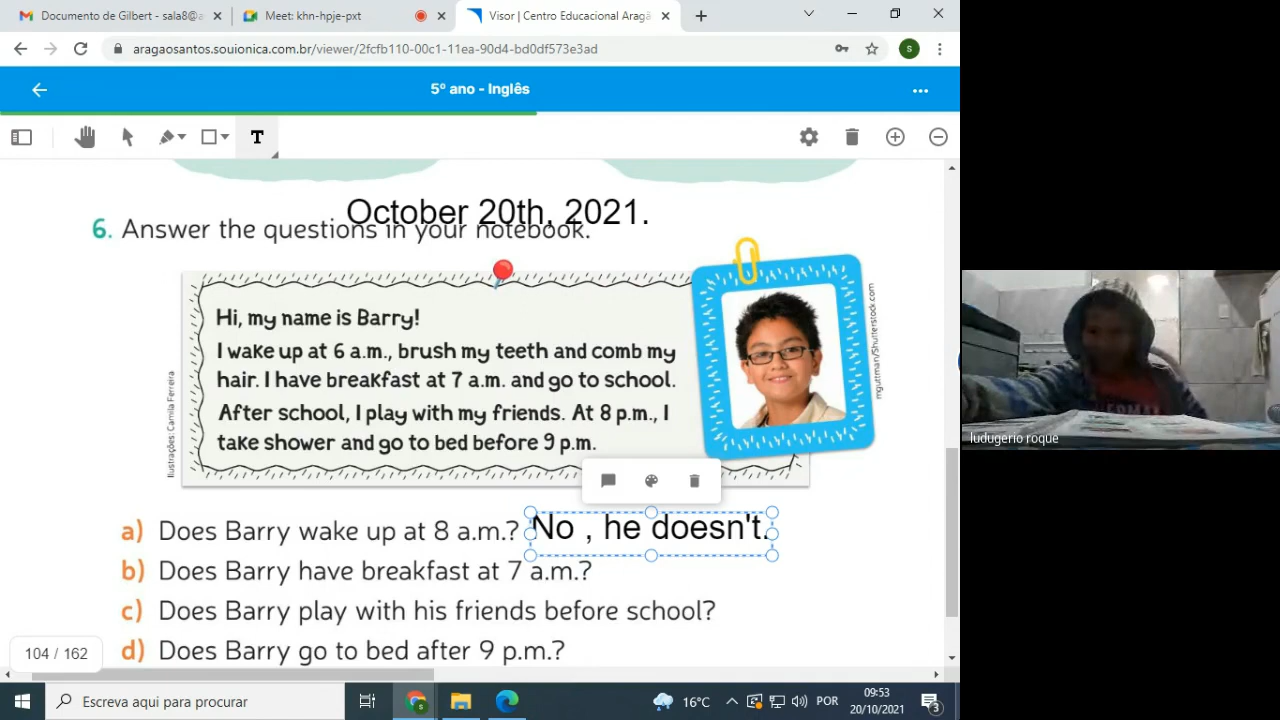 Documento de Gilbert - sala8@a
Meet: khn-hpje-pxt
Visor | Centro Educacional Aragã
aragaosantos.souionica.com.br/viewer/2fcfb110-00c1-11ea-90d4-bd0df573e3ad
S
5º ano - Inglês
T
October 20th, 2021.
6. Answer the questions in your notebook.
Hi, my name is Barry!
I wake up at 6 a.m., brush my teeth and comb my
hair. I have breakfast at 7 a.m. and go to school.
After school, I play with my friends. At 8 p.m., I
take shower and go to bed before 9 p.m.
Ilustrações: Camila Ferreira
mguttman/Shutterstock.com
a) Does Barry wake up at 8 a.m.? No , he doesn't.
b) Does Barry have breakfast at 7 a.m.?
c) Does Barry play with his friends before school?
d) Does Barry go to bed after 9 p.m.?
104 / 162
ludugerio roque
Escreva aqui para procurar
16°C
POR
09:53
20/10/2021
3